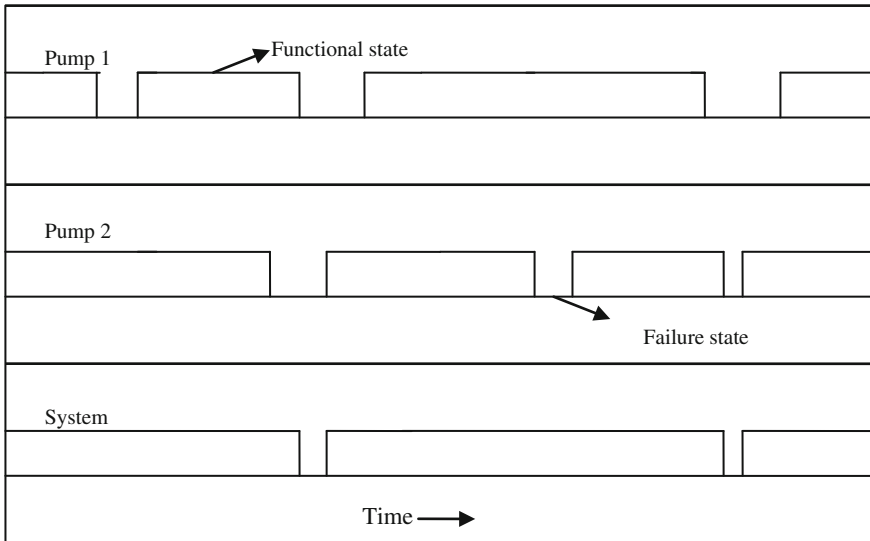 Pump 1
Functional state
Pump 2
Failure state
System
Time